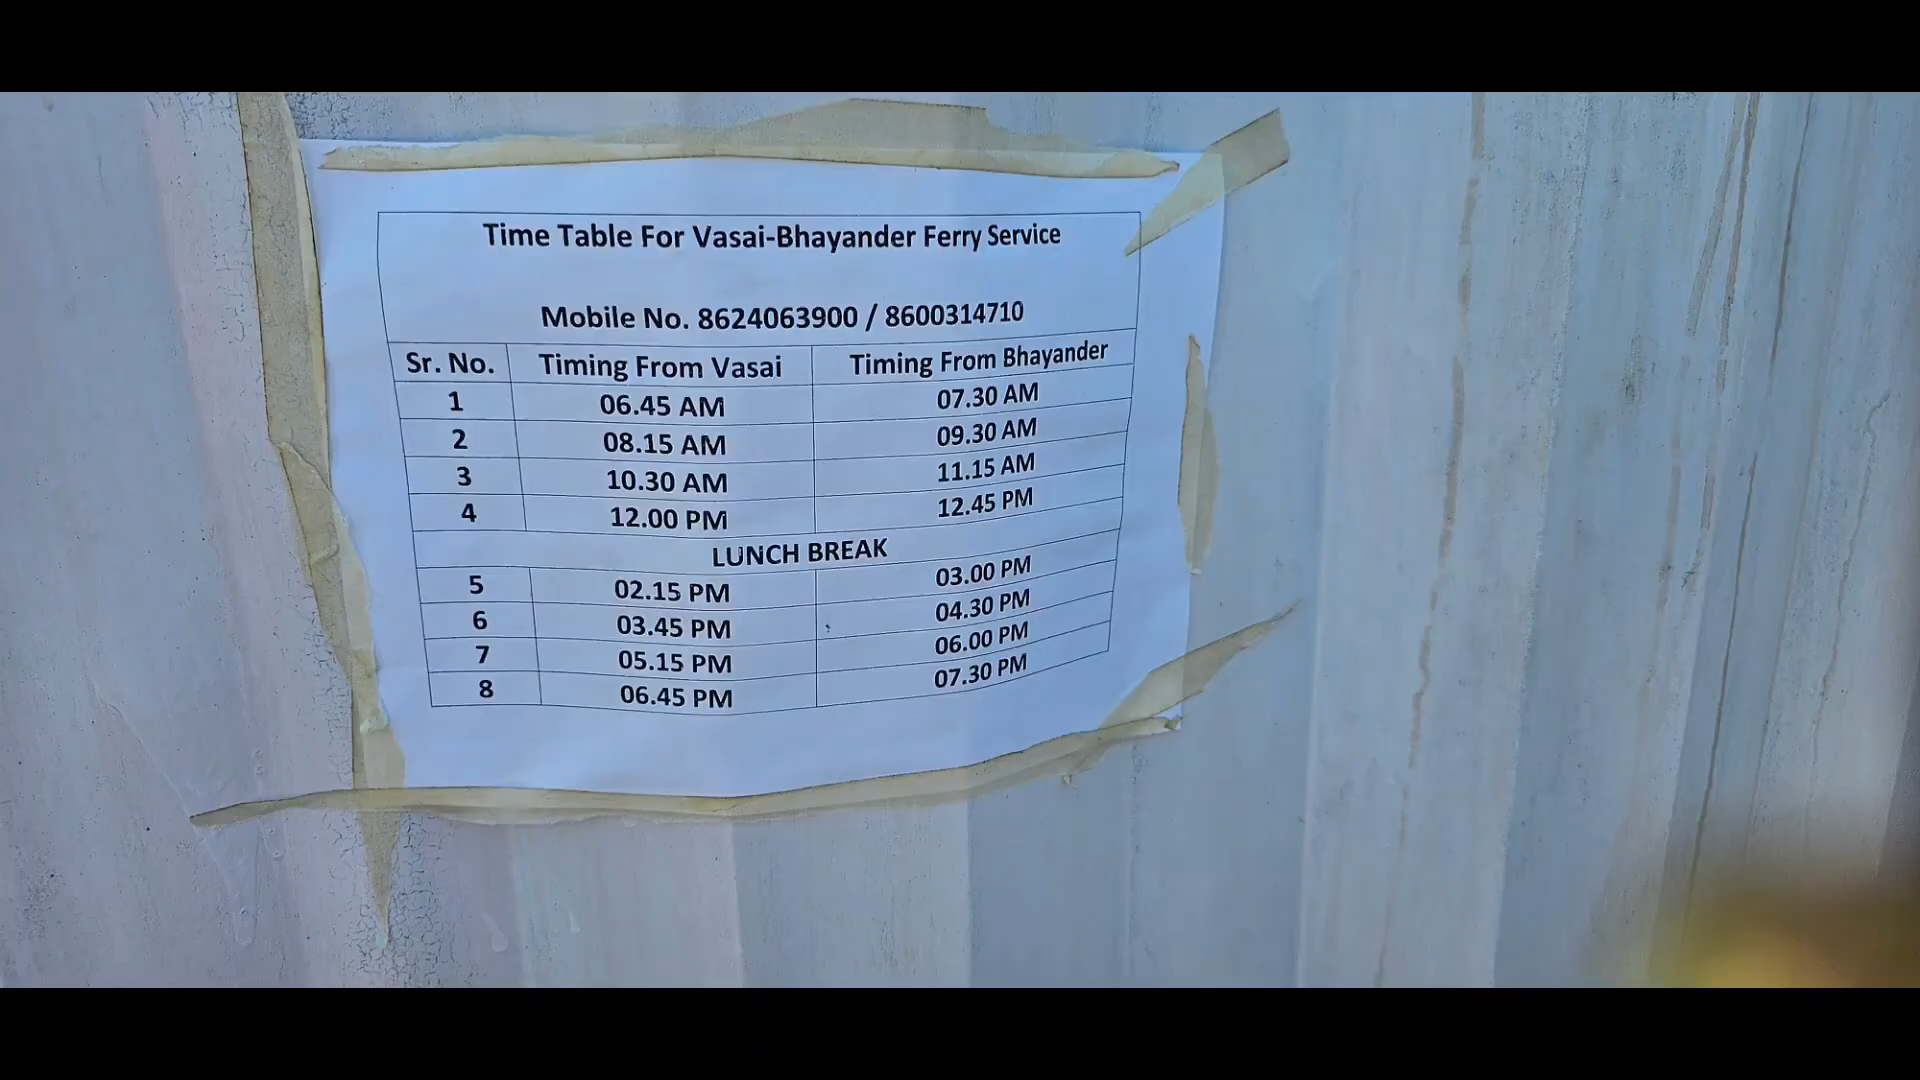 Time Table For Vasai-Bhayander Ferry Service
Mobile No. 8624063900 / 8600314710
Sr. No. Timing From Vasai Timing From Bhayander
1 06.45 AM 07.30 AM
2 08.15 AM 09.30 AM
3 10.30 AM 11.15 AM
4 12.00 PM 12.45 PM
LUNCH BREAK
5 02.15 PM 03.00 PM
6 03.45 PM 04.30 PM
7 05.15 PM 06.00 PM
8 06.45 PM 07.30 PM